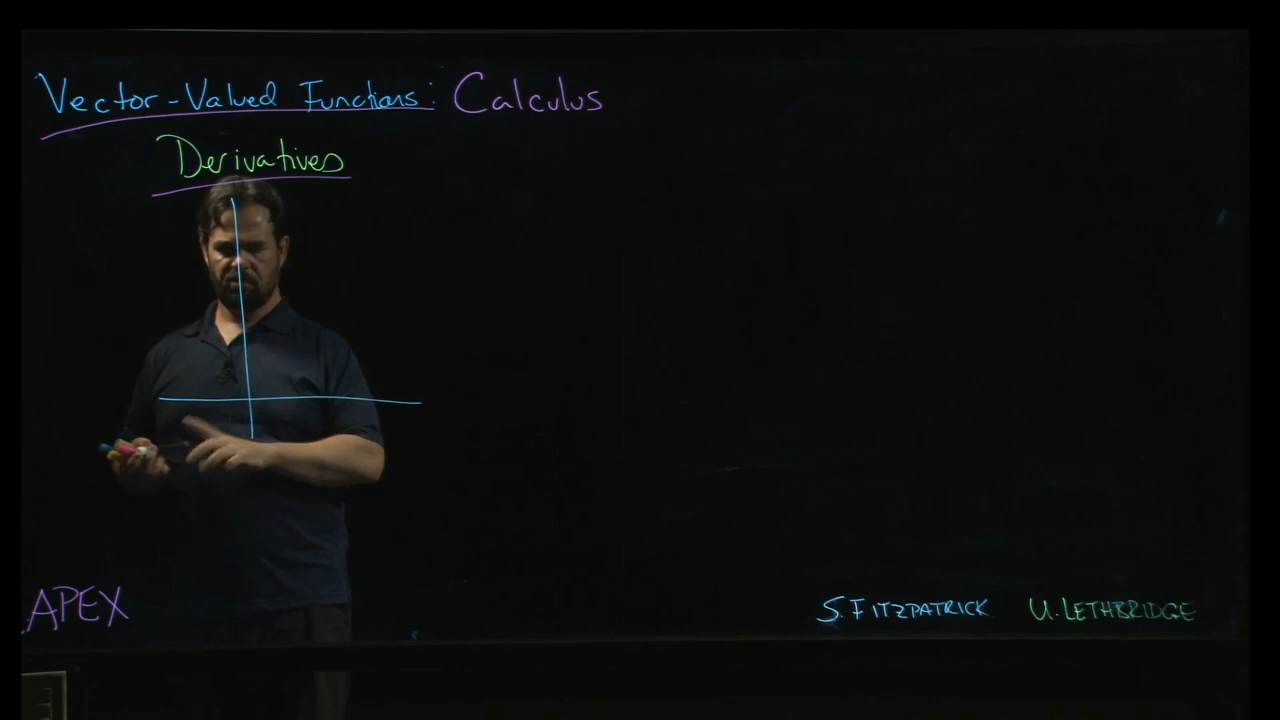 Vector-Valued Functions: Calculus
Derivatives
APEX
S. FITZPATRICK U. LETHBRIDGE